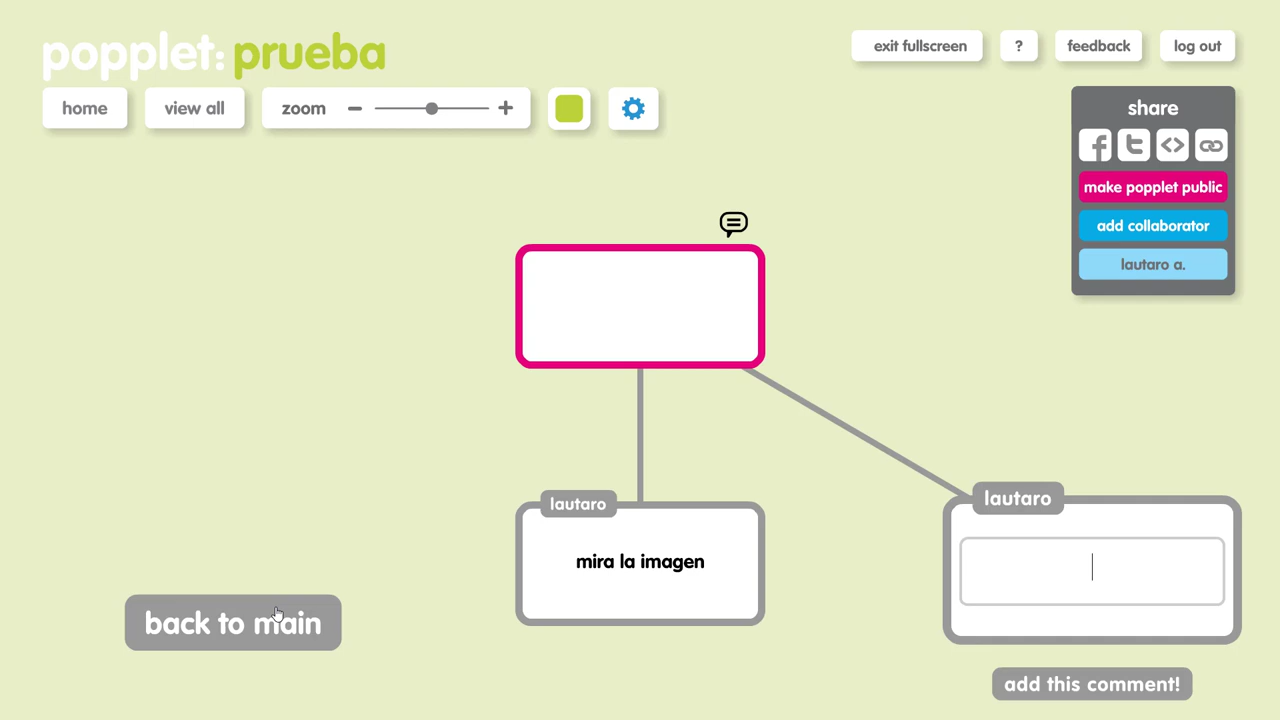 popplet: prueba
exit fullscreen
?
feedback
log out
home
view all
zoom
share
make popplet public
add collaborator
lautaro a.
lautaro
mira la imagen
lautaro
back to main
add this comment!